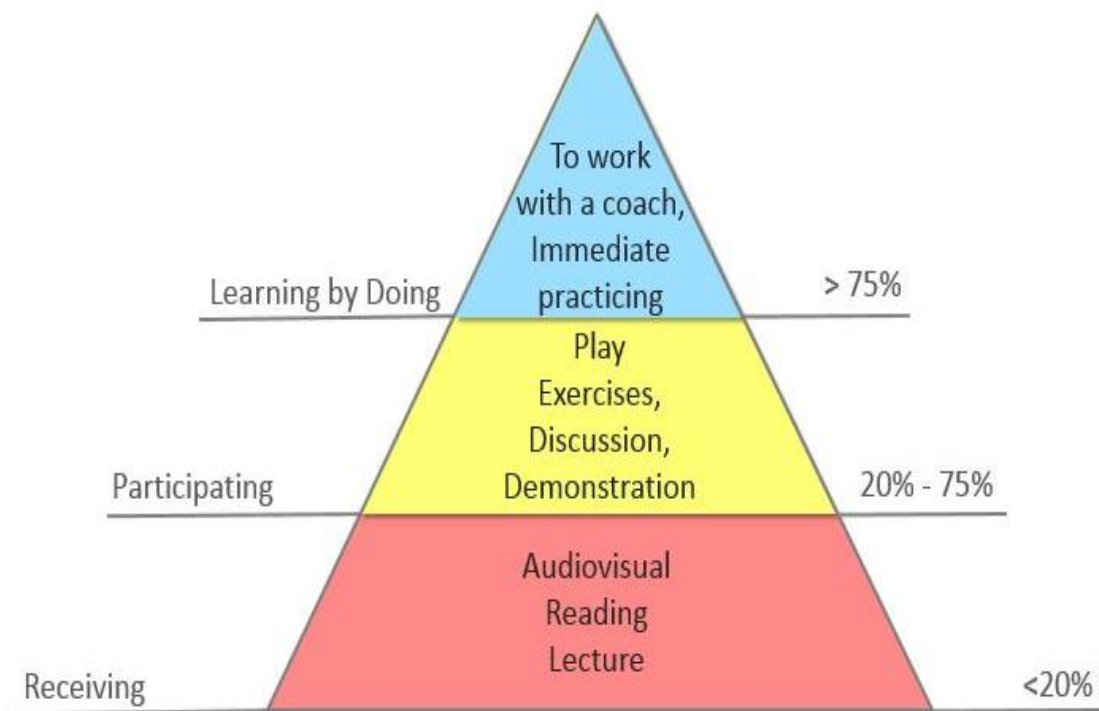 To work
with a coach,
Immediate
practicing
Learning by Doing
> 75%
Play
Exercises,
Discussion,
Demonstration
Participating
20% - 75%
Audiovisual
Reading
Lecture
Receiving
<20%